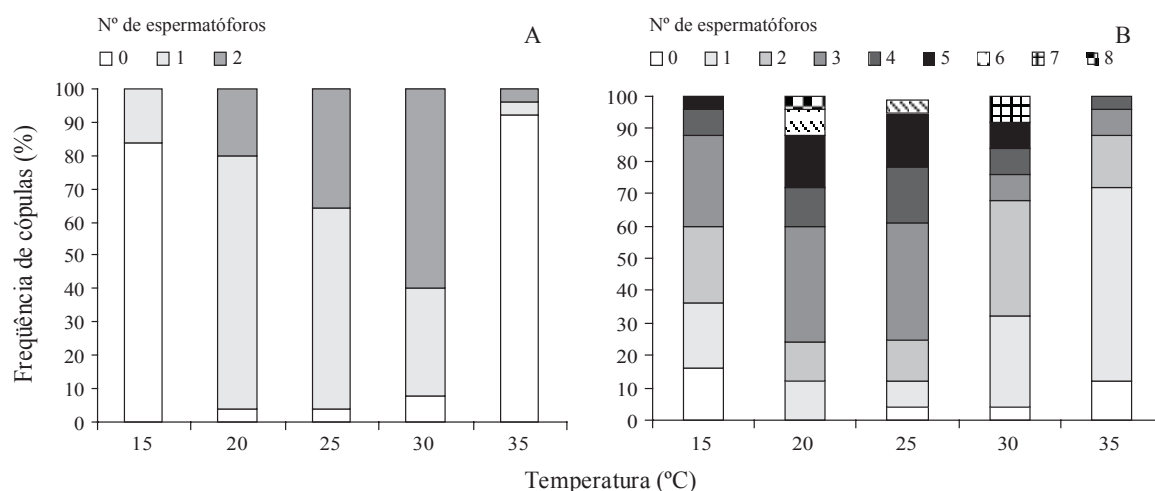 Nº de espermatóforos
0 1 2
A
Nº de espermatóforos
0 1 2 3 4 5 6 7 8
B
Freqüência de cópulas (%)
100
90
80
70
60
50
40
30
20
10
0
15 20 25 30 35
100
90
80
70
60
50
40
30
20
10
0
15 20 25 30 35
Temperatura (ºC)